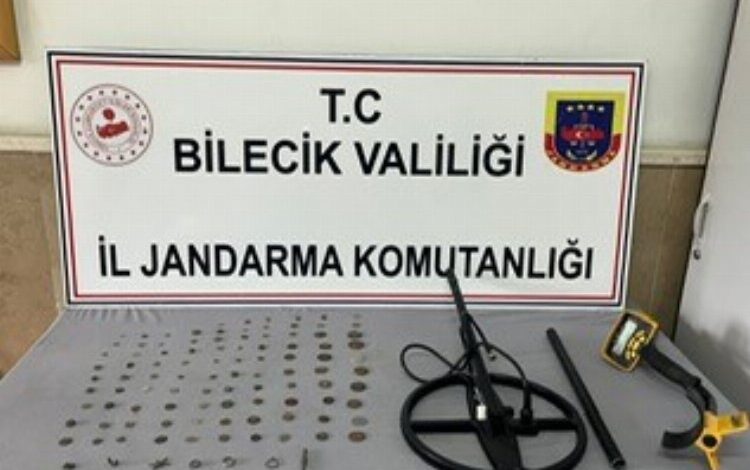 T.C
BİLECİK VALİLİĞİ
İL JANDARMA KOMUTANLIĞI